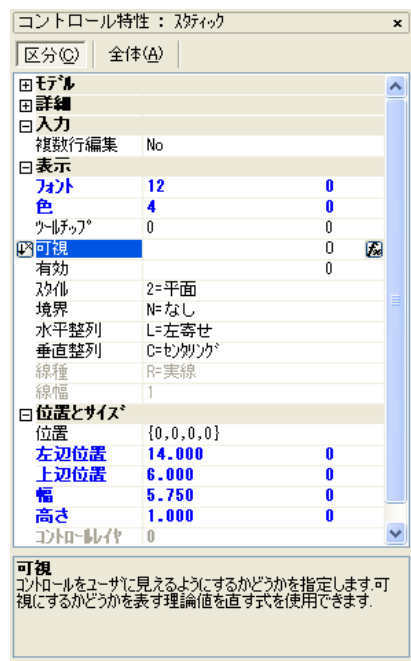 コントロール特性 : ｽﾀﾃｨｯｸ
区分(C) 全体(A)
ﾓﾃﾞﾙ
詳細
入力
複数行編集 No
表示
ﾌｫﾝﾄ 12 0
色 4 0
ﾂｰﾙﾁｯﾌﾟ 0 0
可視 0
有効 0
ｽﾀｲﾙ 2=平面
境界 N=なし
水平整列 L=左寄せ
垂直整列 C=ｾﾝﾀﾘﾝｸﾞ
線種 R=実線
線幅 1
位置とｻｲｽﾞ
位置 {0,0,0,0}
左辺位置 14.000 0
上辺位置 6.000 0
幅 5.750 0
高さ 1.000 0
ｺﾝﾄﾛｰﾙﾚｲﾔ 0
可視
ｺﾝﾄﾛｰﾙをﾕｰｻﾞに見えるようにするかどうかを指定します.可
視にするかどうかを表す理論値を直す式を使用できます.